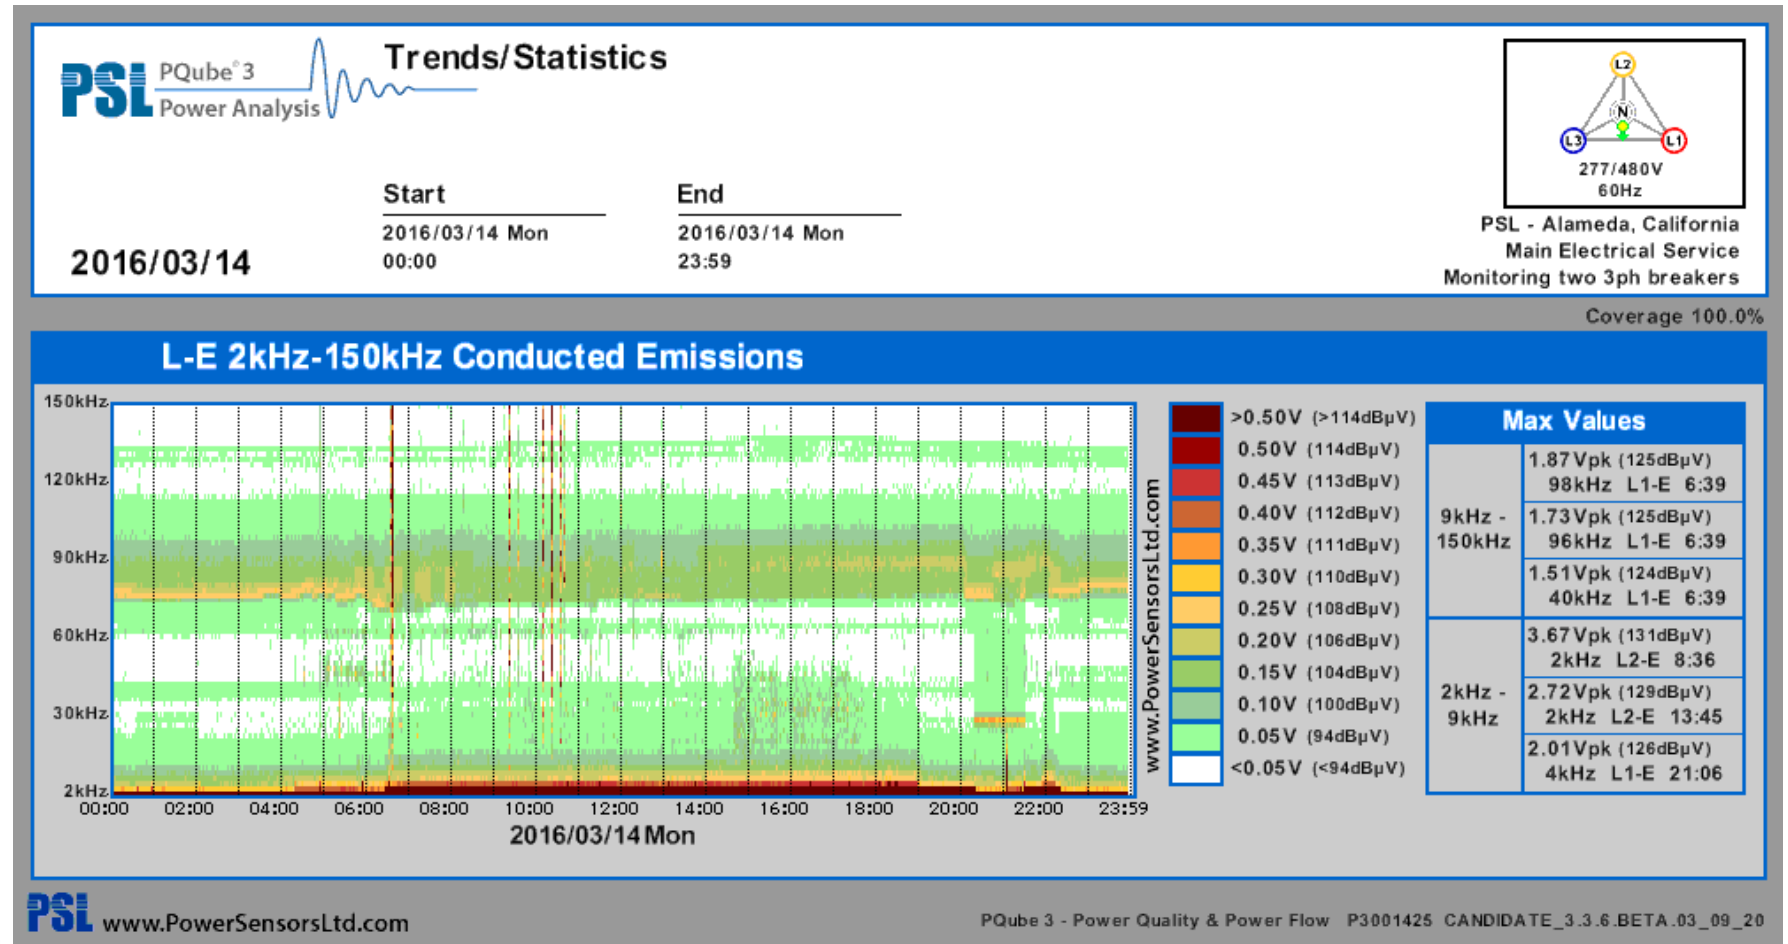 PSL
PQube® 3
Power Analysis
Trends/Statistics
Start
End
2016/03/14 Mon
00:00
2016/03/14 Mon
23:59
2016/03/14
L2
N
L3
L1
277/480V
60Hz
PSL - Alameda, California
Main Electrical Service
Monitoring two 3ph breakers
Coverage 100.0%
L-E 2kHz-150kHz Conducted Emissions
150kHz
120kHz
90kHz
60kHz
30kHz
2kHz
00:00 02:00 04:00 06:00 08:00 10:00 12:00 14:00 16:00 18:00 20:00 22:00 23:59
2016/03/14 Mon
www.PowerSensorsLtd.com
>0.50V (>114dBµV)
0.50V (114dBµV)
0.45V (113dBµV)
0.40V (112dBµV)
0.35V (111dBµV)
0.30V (110dBµV)
0.25V (108dBµV)
0.20V (106dBµV)
0.15V (104dBµV)
0.10V (100dBµV)
0.05V (94dBµV)
<0.05V (<94dBµV)
Max Values
9kHz -
150kHz
1.87Vpk (125dBµV)
98kHz L1-E 6:39
1.73Vpk (125dBµV)
96kHz L1-E 6:39
1.51Vpk (124dBµV)
40kHz L1-E 6:39
2kHz -
9kHz
3.67Vpk (131dBµV)
2kHz L2-E 8:36
2.72Vpk (129dBµV)
2kHz L2-E 13:45
2.01Vpk (126dBµV)
4kHz L1-E 21:06
PSL www.PowerSensorsLtd.com
PQube 3 - Power Quality & Power Flow P3001425 CANDIDATE_3.3.6.BETA.03_09_20